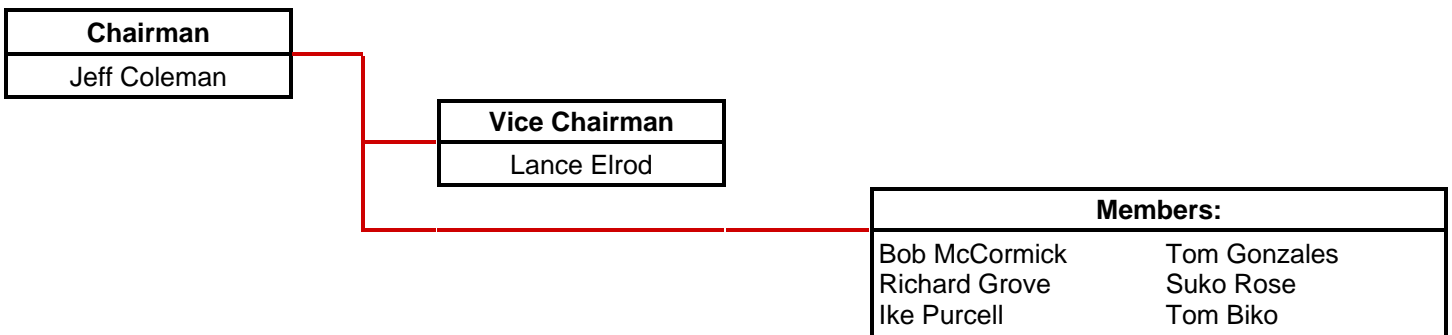 Chairman
Jeff Coleman
Vice Chairman
Lance Elrod
Members:
Bob McCormick Tom Gonzales
Richard Grove Suko Rose
Ike Purcell Tom Biko